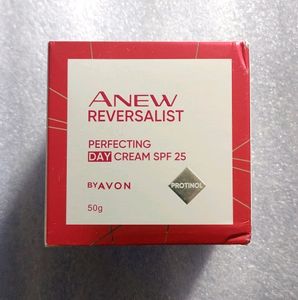 ANEW
REVERSALIST
PERFECTING
DAY CREAM SPF 25
BY AVON
PROTINOL
50g